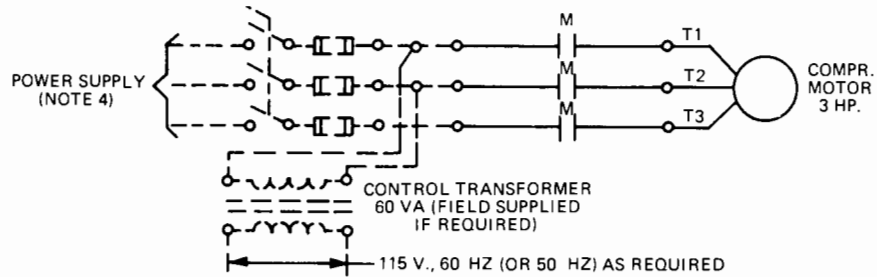 M
T1
POWER SUPPLY
(NOTE 4)
M
T2
COMPR.
MOTOR
3 HP.
M
T3
CONTROL TRANSFORMER
60 VA (FIELD SUPPLIED
IF REQUIRED)
115 V., 60 HZ (OR 50 HZ) AS REQUIRED